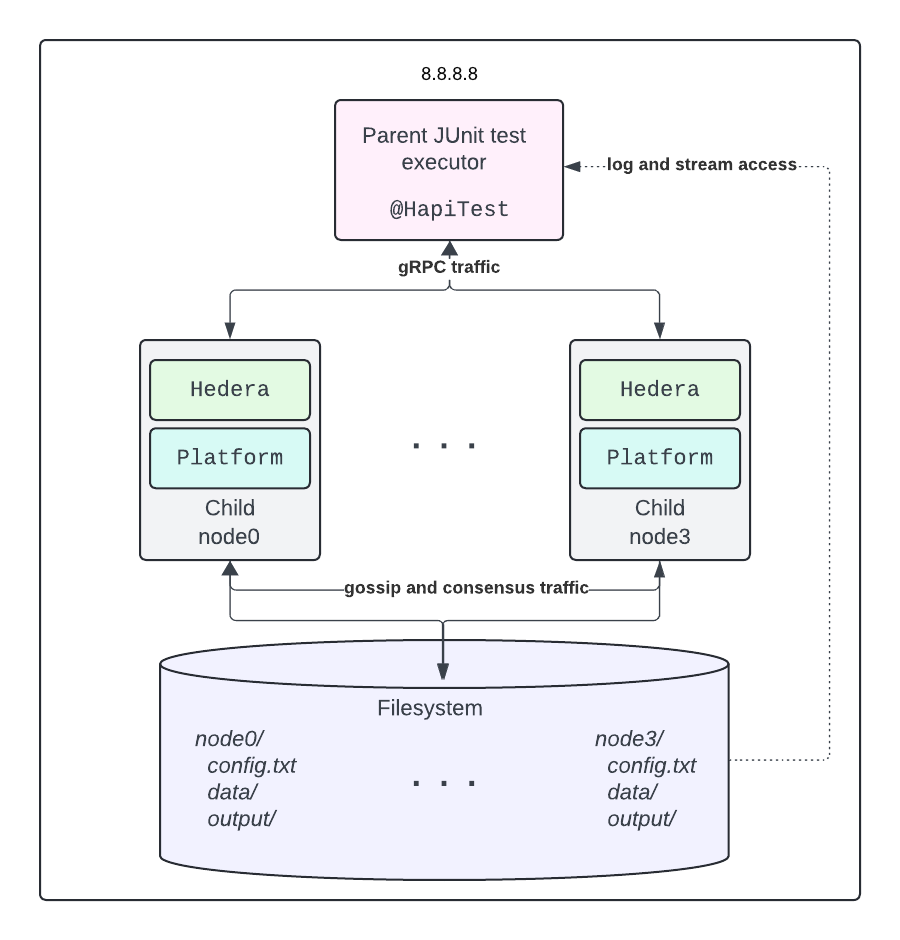 8.8.8.8
Parent JUnit test
executor
@HapiTest
log and stream access
gRPC traffic
Hedera
Platform
Child
node0
. . .
Hedera
Platform
Child
node3
gossip and consensus traffic
Filesystem
node0/
config.txt
data/
output/
. . .
node3/
config.txt
data/
output/